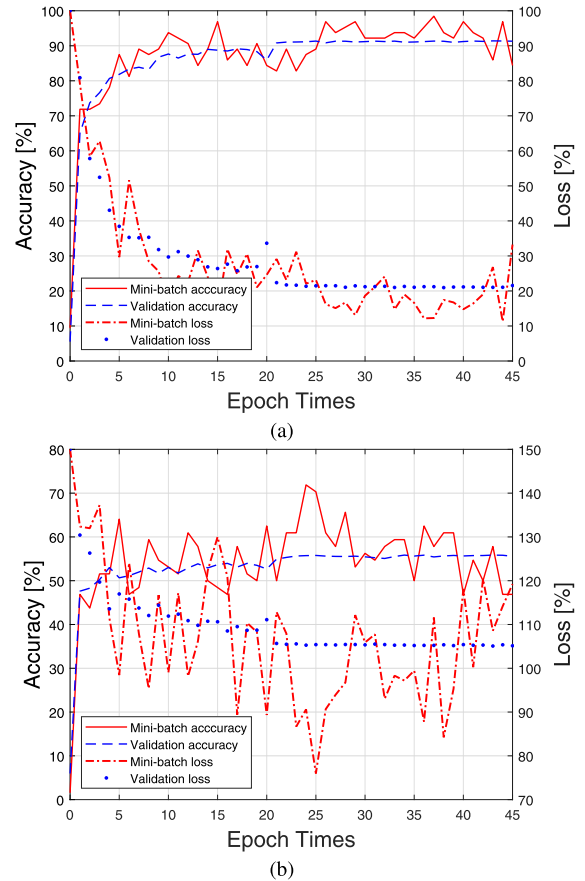 100
90
80
70
60
50
40
30
20
10
0
Accuracy [%]
100
90
80
70
60
50
40
30
20
10
0
Loss [%]
Mini-batch acccuracy
Validation accuracy
Mini-batch loss
Validation loss
0 5 10 15 20 25 30 35 40 45
Epoch Times
(a)
80
70
60
50
40
30
20
10
0
Accuracy [%]
150
140
130
120
110
100
90
80
70
Loss [%]
Mini-batch acccuracy
Validation accuracy
Mini-batch loss
Validation loss
0 5 10 15 20 25 30 35 40 45
Epoch Times
(b)